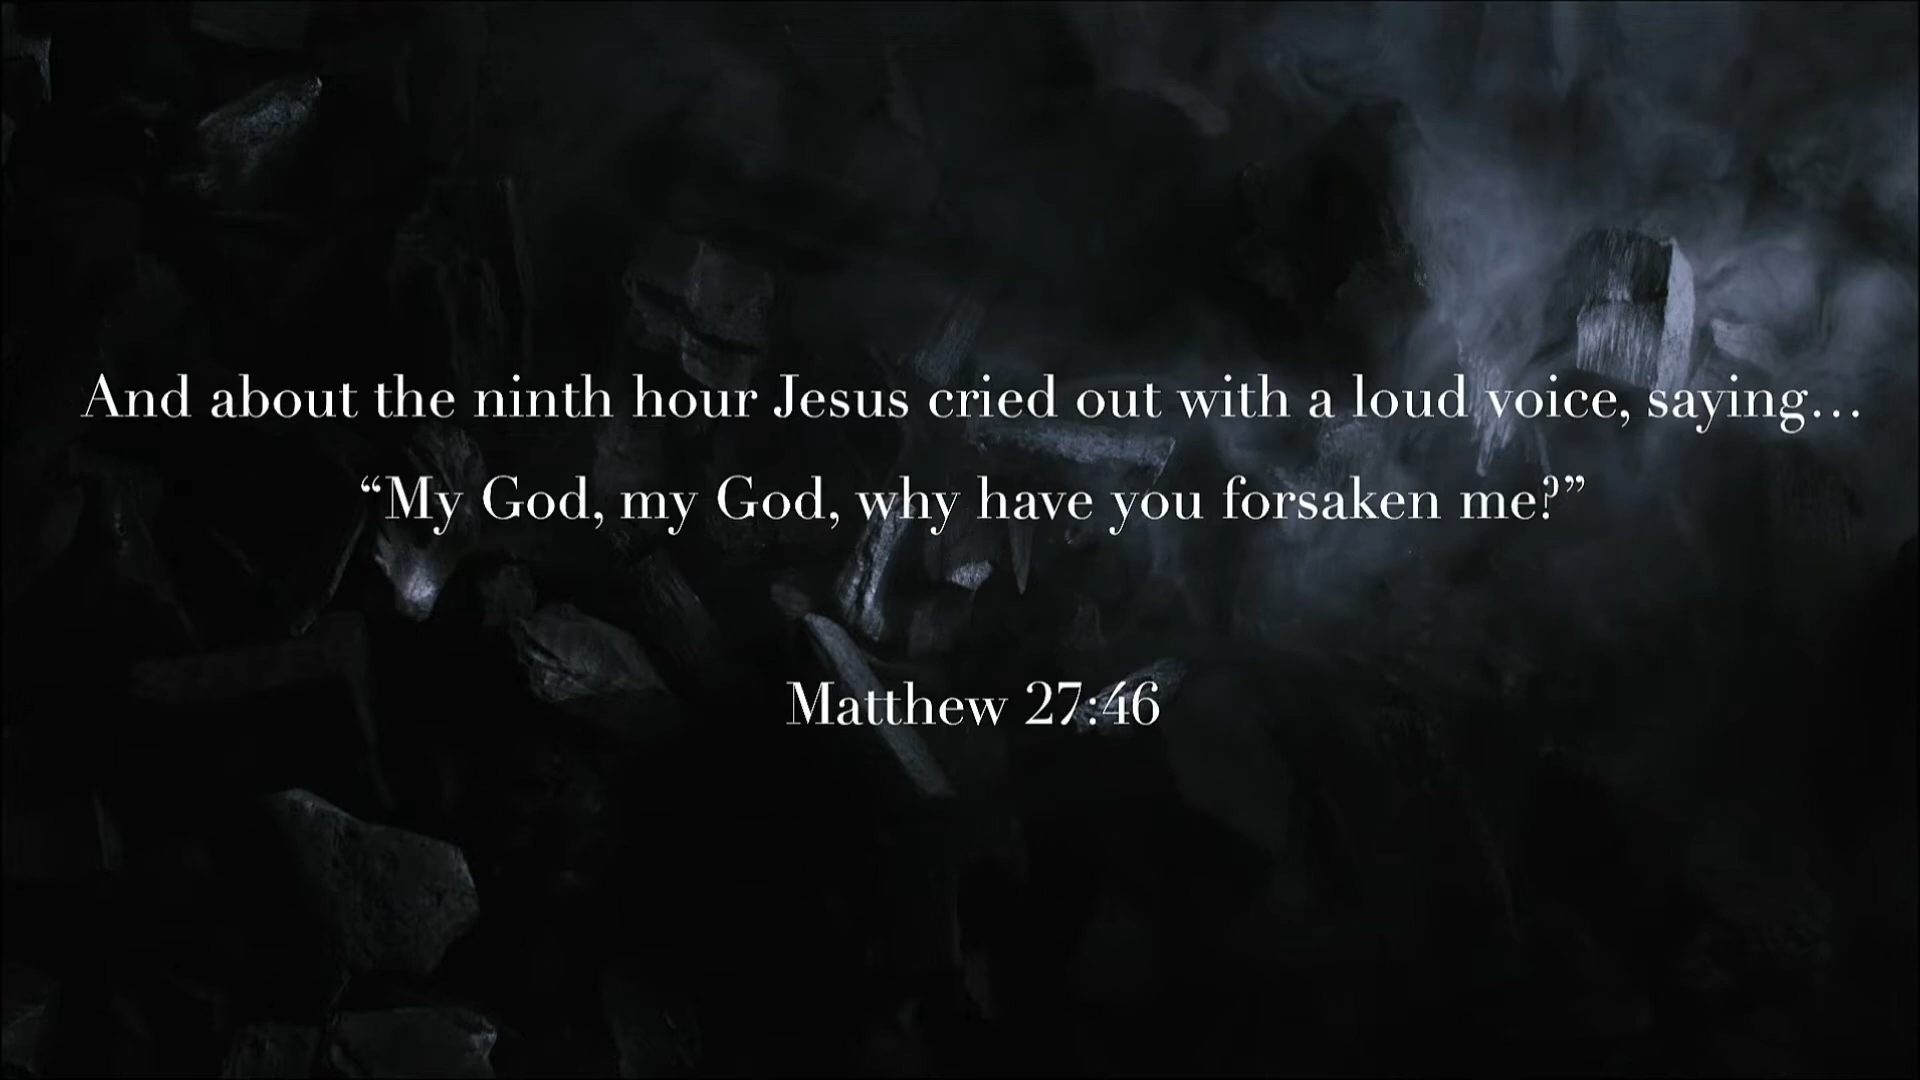 And about the ninth hour Jesus cried out with a loud voice, saying…
“My God, my God, why have you forsaken me?”
Matthew 27:46